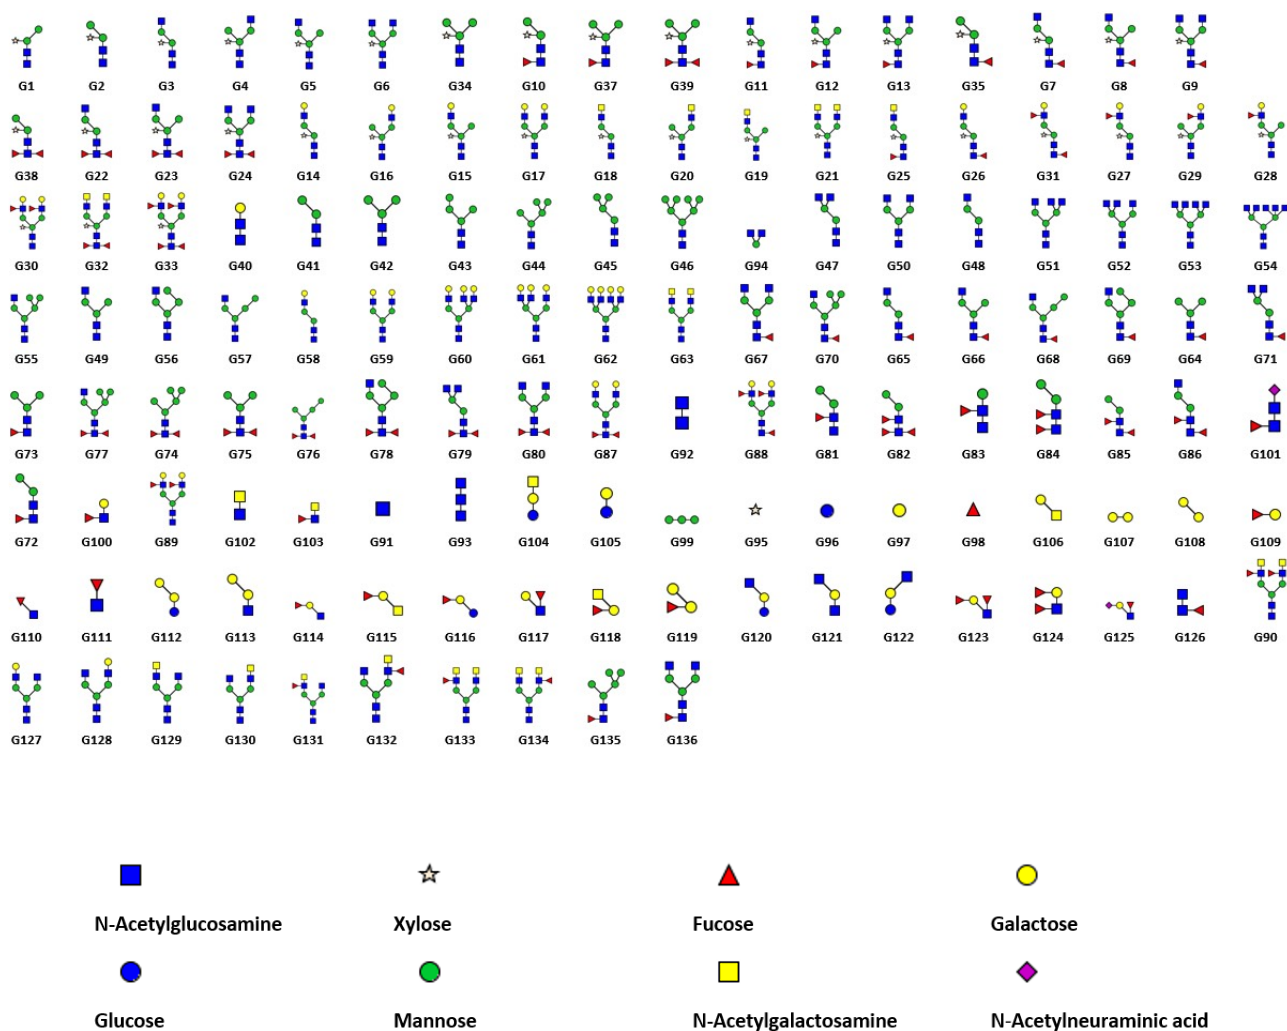 G1 G2 G3 G4 G5 G6 G34 G10 G37 G39 G11 G12 G13 G35 G7 G8 G9
G38 G22 G23 G24 G14 G16 G15 G17 G18 G20 G19 G21 G25 G26 G31 G27 G29 G28
G30 G32 G33 G40 G41 G42 G43 G44 G45 G46 G94 G47 G50 G48 G51 G52 G53 G54
G55 G49 G56 G57 G58 G59 G60 G61 G62 G63 G67 G70 G65 G66 G68 G69 G64 G71
G73 G77 G74 G75 G76 G78 G79 G80 G87 G92 G88 G81 G82 G83 G84 G85 G86 G101
G72 G100 G89 G102 G103 G91 G93 G104 G105 G99 G95 G96 G97 G98 G106 G107 G108 G109
G110 G111 G112 G113 G114 G115 G116 G117 G118 G119 G120 G121 G122 G123 G124 G125 G126 G90
G127 G128 G129 G130 G131 G132 G133 G134 G135 G136
N-Acetylglucosamine Xylose Fucose Galactose
Glucose Mannose N-Acetylgalactosamine N-Acetylneuraminic acid